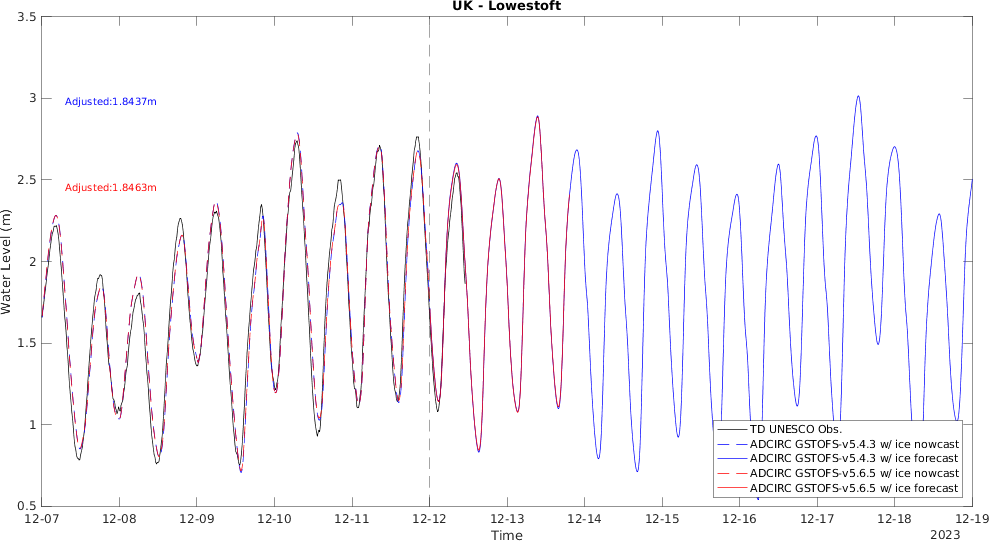 UK - Lowestoft
3.5
3
2.5
2
1.5
1
0.5
Water Level (m)
Adjusted:1.8437m
Adjusted:1.8463m
TD UNESCO Obs.
ADCIRC GSTOFS-v5.4.3 w/ ice nowcast
ADCIRC GSTOFS-v5.4.3 w/ ice forecast
ADCIRC GSTOFS-v5.6.5 w/ ice nowcast
ADCIRC GSTOFS-v5.6.5 w/ ice forecast
12-07 12-08 12-09 12-10 12-11 12-12 12-13 12-14 12-15 12-16 12-17 12-18 12-19
Time
2023